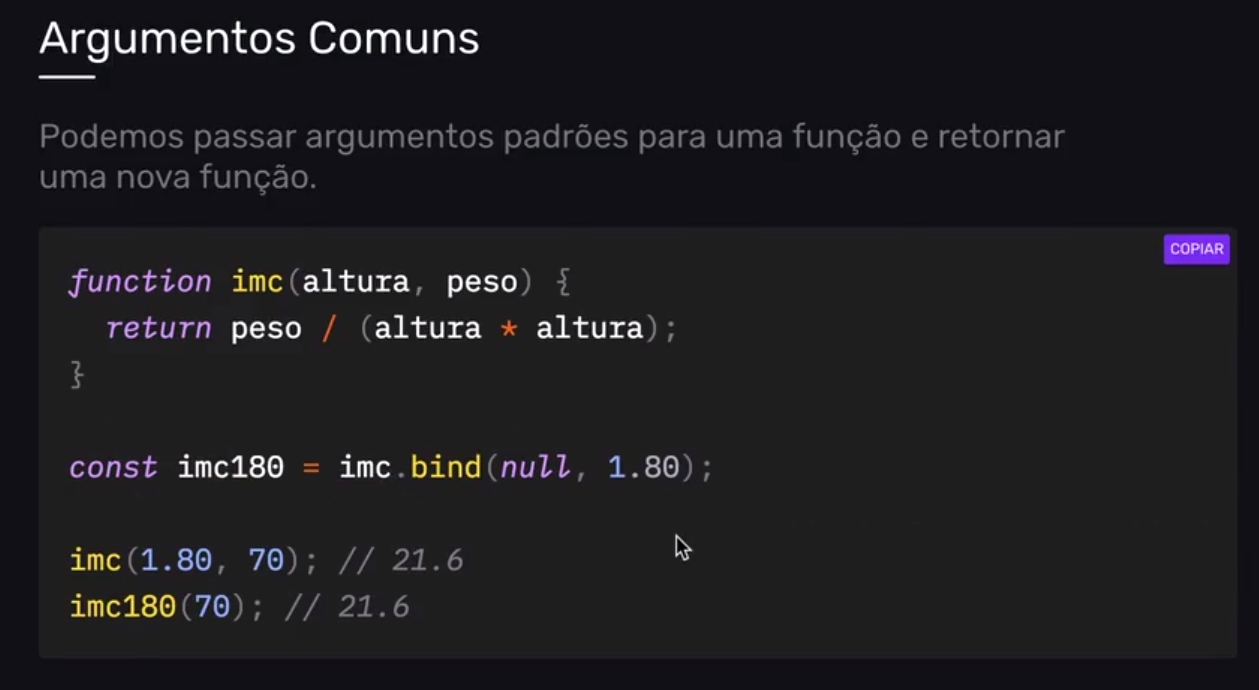 Argumentos Comuns
Podemos passar argumentos padrões para uma função e retornar
uma nova função.
COPIAR
function imc(altura, peso) {
  return peso / (altura * altura);
}
const imc180 = imc.bind(null, 1.80);
imc(1.80, 70); // 21.6
imc180(70); // 21.6